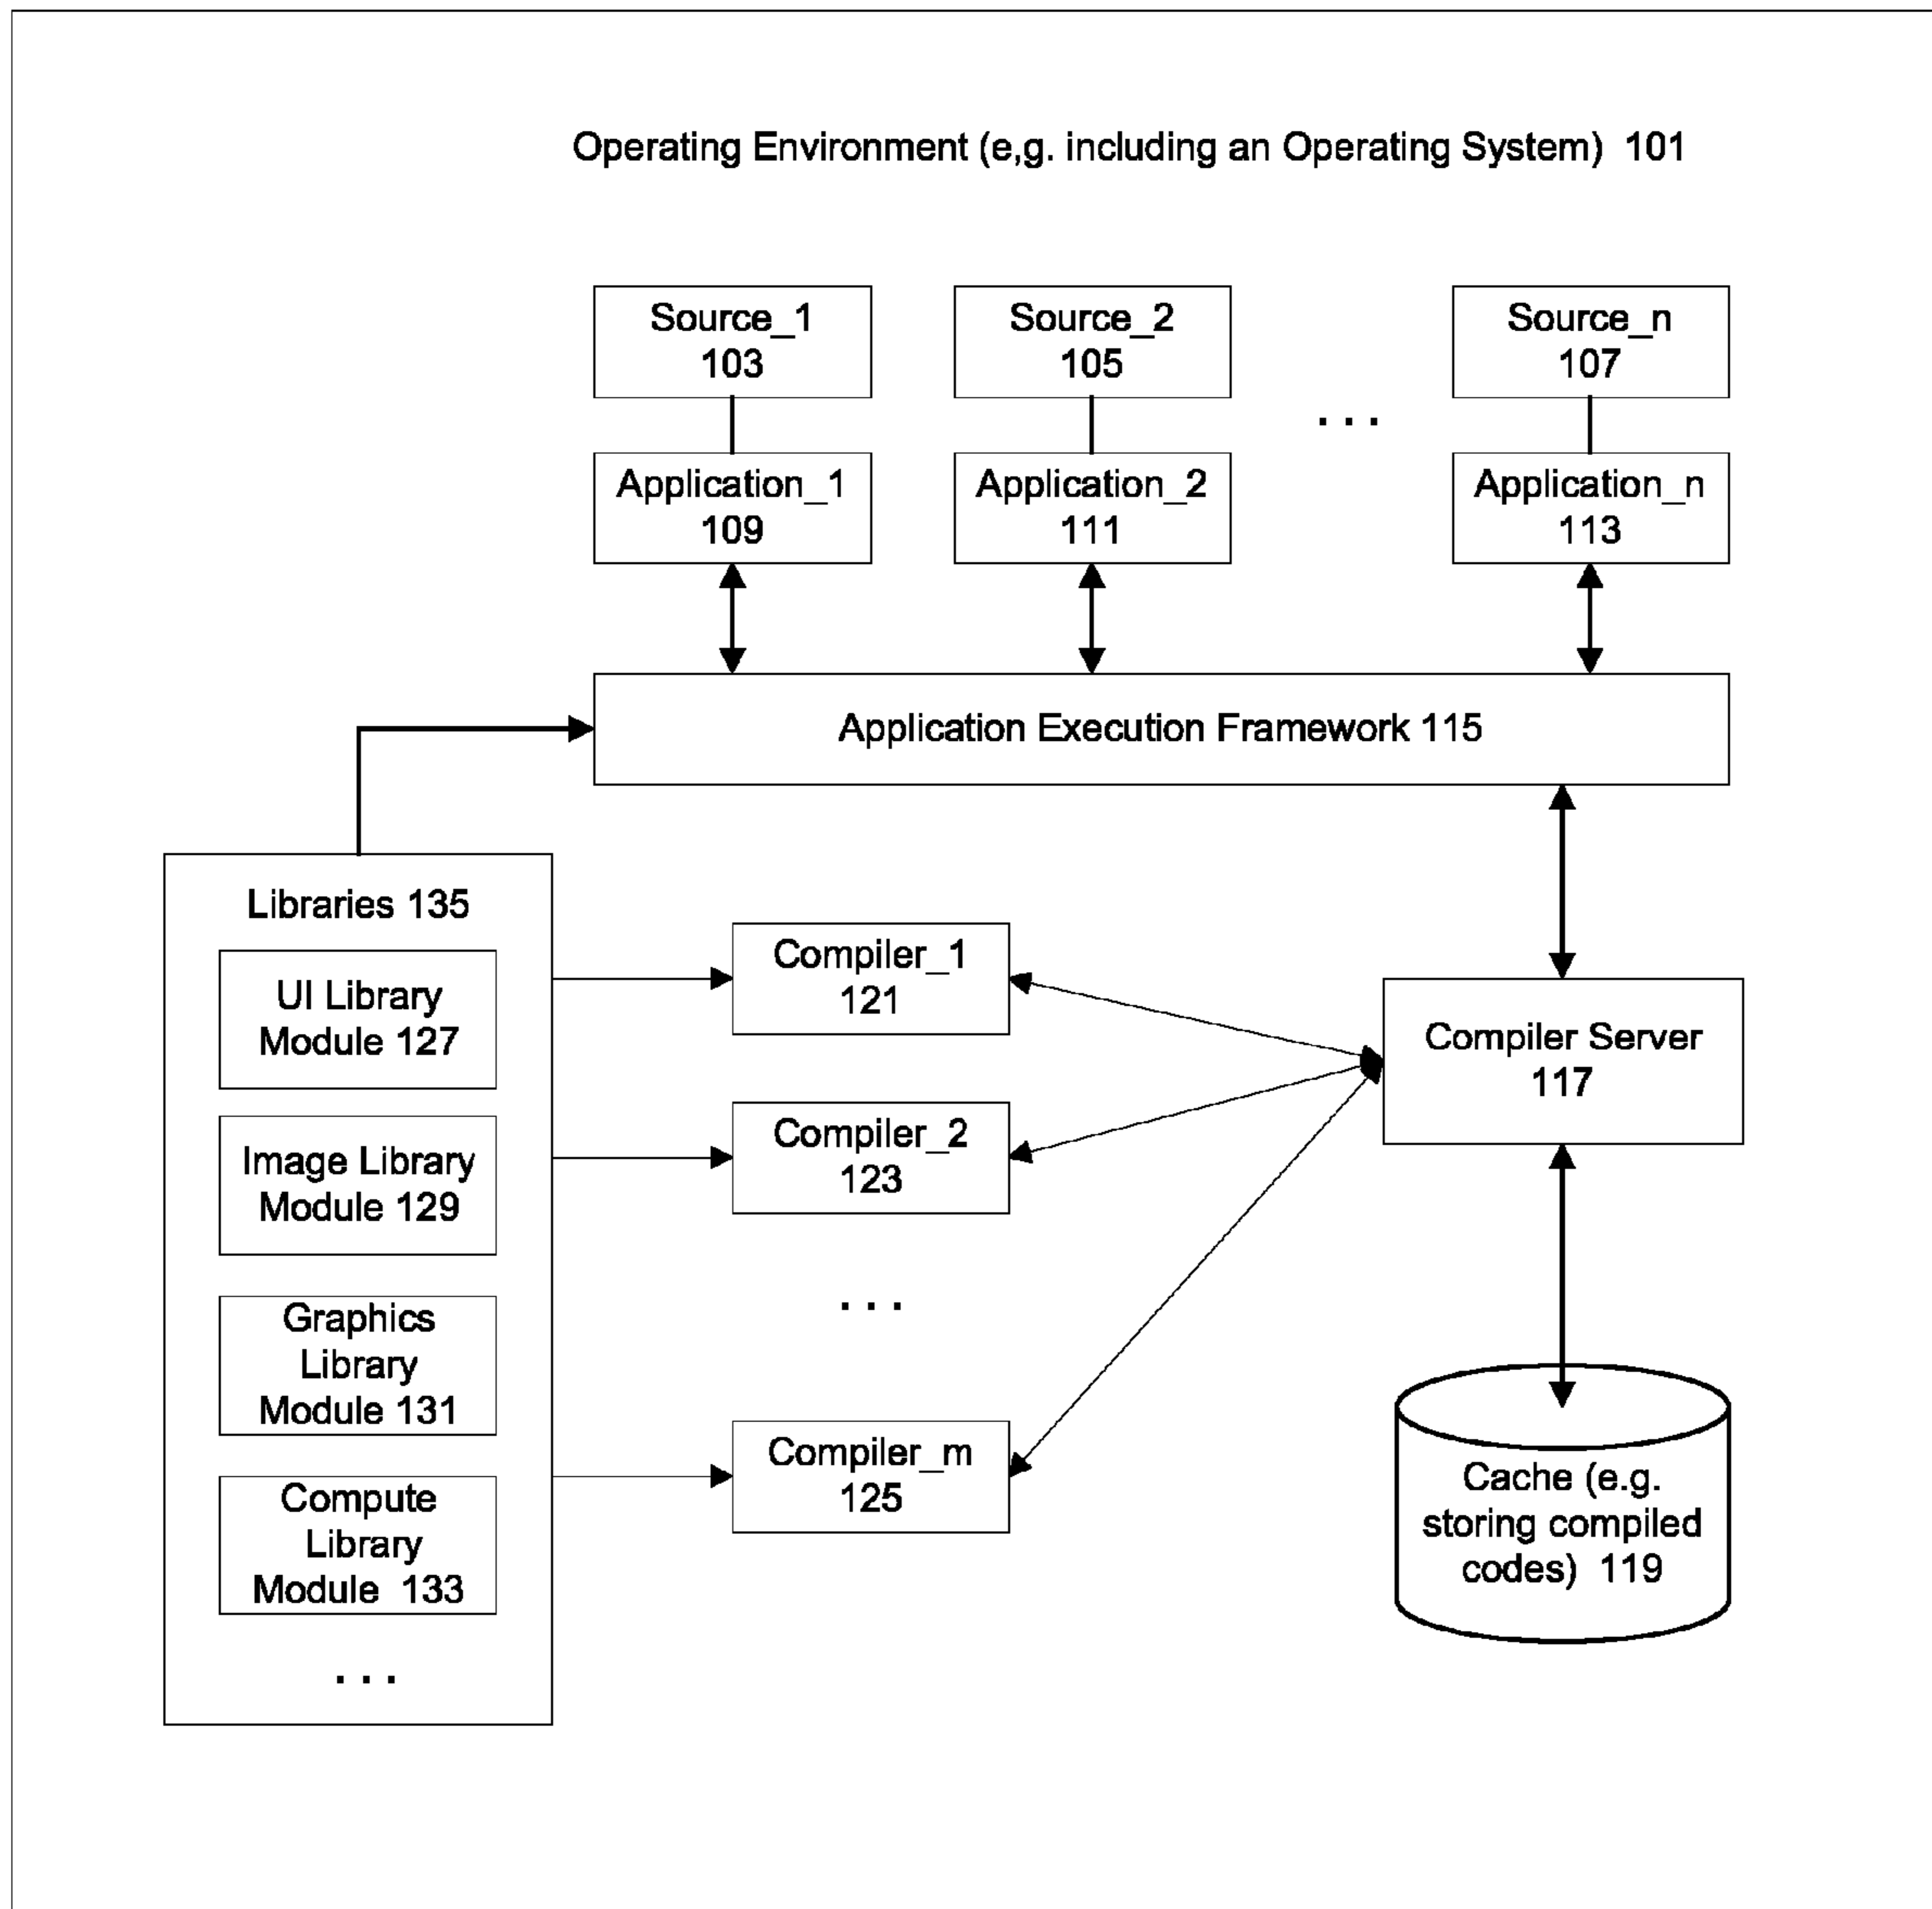 Operating Environment (e,g. including an Operating System) 101
Source_1
103
Source_2
105
Source_n
107
. . .
Application_1
109
Application_2
111
Application_n
113
Application Execution Framework 115
Libraries 135
UI Library
Module 127
Image Library
Module 129
Graphics
Library
Module 131
Compute
Library
Module 133
. . .
Compiler_1
121
Compiler_2
123
. . .
Compiler_m
125
Compiler Server
117
Cache (e.g.
storing compiled
codes) 119